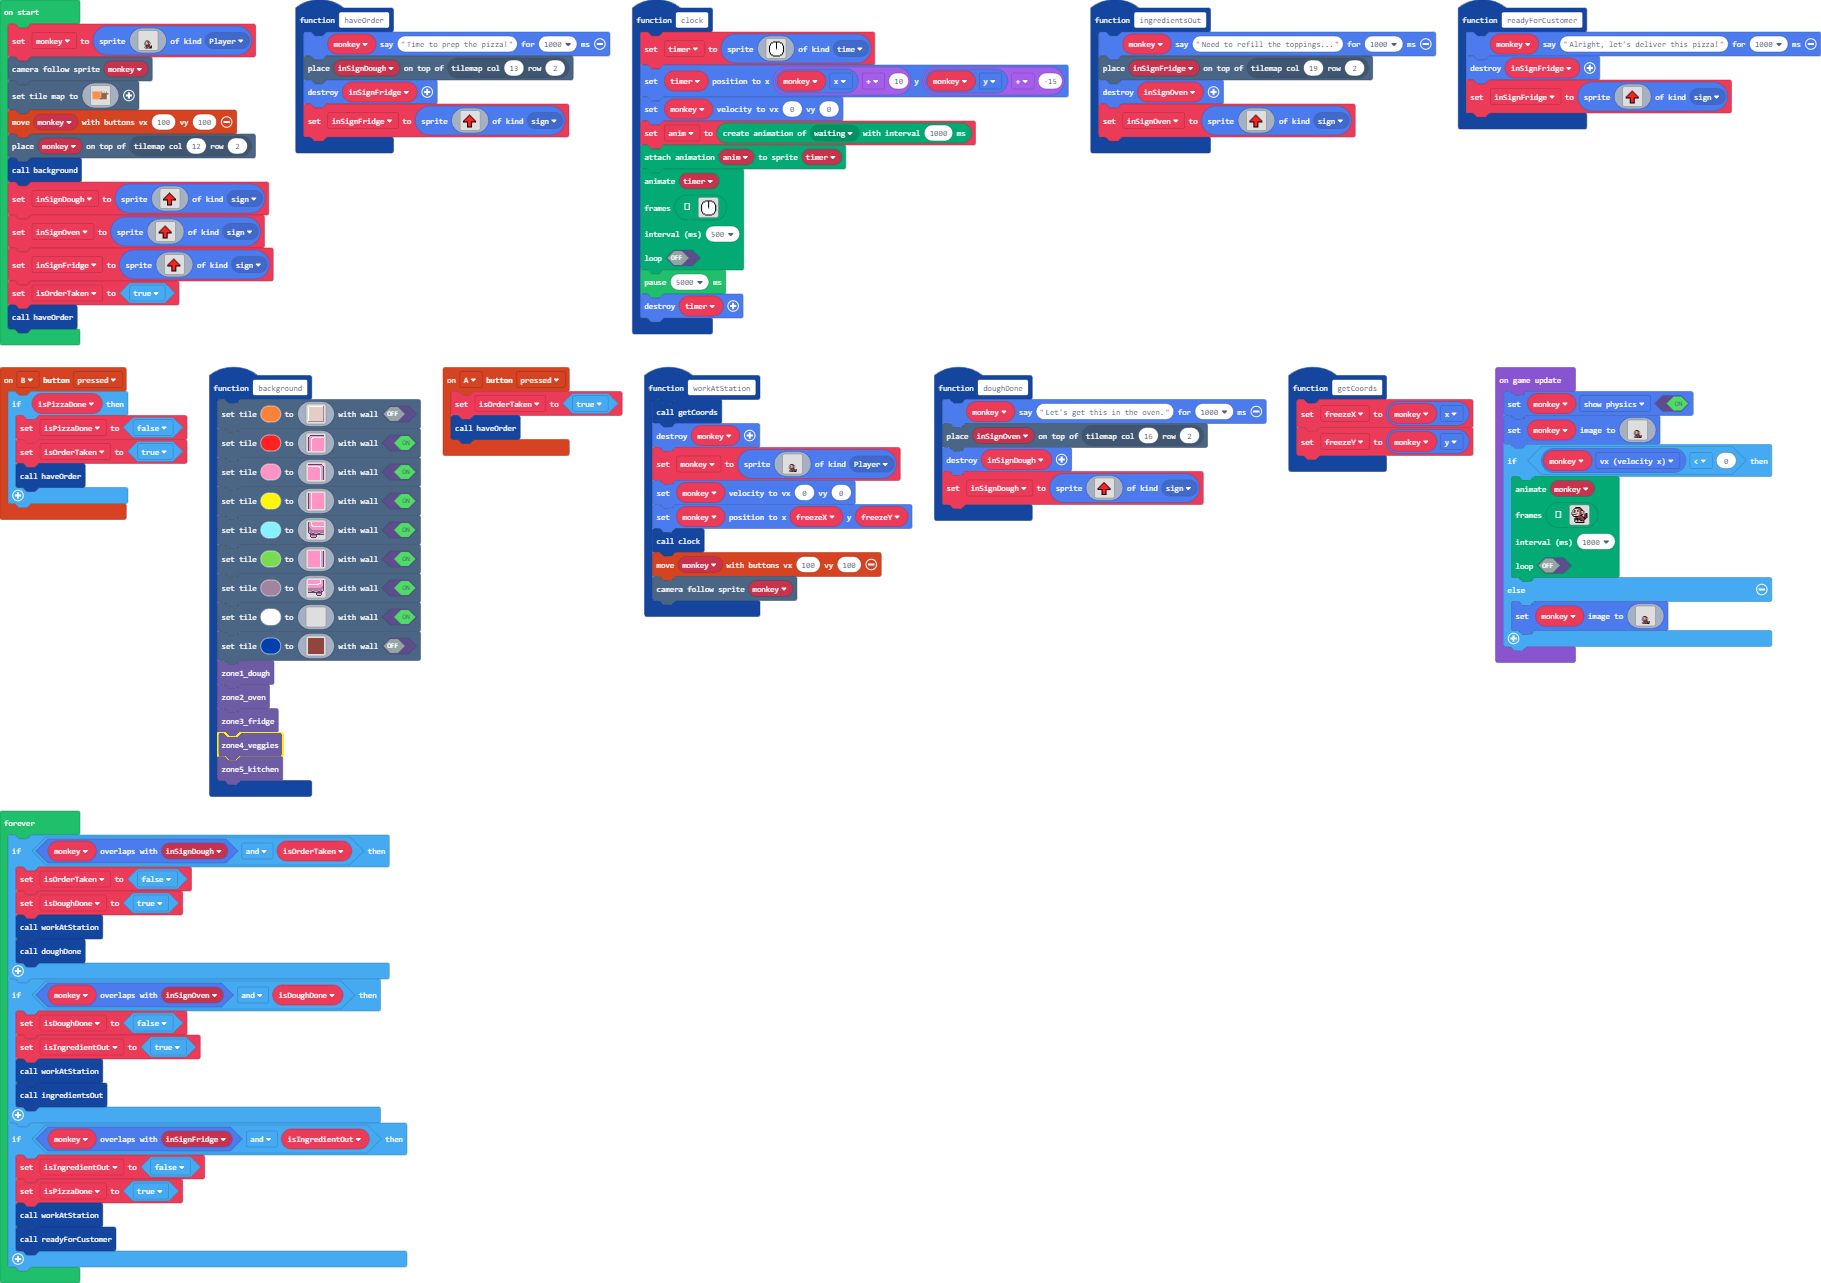 on start
set monkey to sprite of kind Player
camera follow sprite monkey
set tile map to
move monkey with buttons vx 100 vy 100
place monkey on top of tilemap col 12 row 2
call background
set inSignDough to sprite of kind sign
set inSignOven to sprite of kind sign
set inSignFridge to sprite of kind sign
set isOrderTaken to true
call haveOrder
function haveOrder
monkey say "Time to prep the pizza!" for 1000 ms
place inSignDough on top of tilemap col 13 row 2
destroy inSignFridge
set inSignFridge to sprite of kind sign
function clock
set timer to sprite of kind time
set timer position to x monkey x + 10 y monkey y + -15
set monkey velocity to vx 0 vy 0
set anim to create animation of waiting with interval 1000 ms
attach animation anim to sprite timer
animate timer
frames
interval (ms) 500
loop OFF
pause 5000 ms
destroy timer
function ingredientsOut
monkey say "Need to refill the toppings..." for 1000 ms
place inSignFridge on top of tilemap col 19 row 2
destroy inSignOven
set inSignOven to sprite of kind sign
function readyForCustomer
monkey say "Alright, let's deliver this pizza!" for 1000 ms
destroy inSignFridge
set inSignFridge to sprite of kind sign
on B button pressed
if isPizzaDone then
set isPizzaDone to false
set isOrderTaken to true
call haveOrder
function background
set tile to with wall OFF
set tile to with wall ON
set tile to with wall ON
set tile to with wall ON
set tile to with wall ON
set tile to with wall ON
set tile to with wall ON
set tile to with wall ON
set tile to with wall OFF
zone1_dough
zone2_oven
zone3_fridge
zone4_veggies
zone5_kitchen
on A button pressed
set isOrderTaken to true
call haveOrder
function workAtStation
call getCoords
destroy monkey
set monkey to sprite of kind Player
set monkey velocity to vx 0 vy 0
set monkey position to x freezeX y freezeY
call clock
move monkey with buttons vx 100 vy 100
camera follow sprite monkey
function doughDone
monkey say "Let's get this in the oven." for 1000 ms
place inSignOven on top of tilemap col 16 row 2
destroy inSignDough
set inSignDough to sprite of kind sign
function getCoords
set freezeX to monkey x
set freezeY to monkey y
on game update
set monkey show physics ON
set monkey image to
if monkey vx (velocity x) < 0 then
animate monkey
frames
interval (ms) 1000
loop OFF
else
set monkey image to
forever
if monkey overlaps with inSignDough and isOrderTaken then
set isOrderTaken to false
set isDoughDone to true
call workAtStation
call doughDone
if monkey overlaps with inSignOven and isDoughDone then
set isDoughDone to false
set isIngredientOut to true
call workAtStation
call ingredientsOut
if monkey overlaps with inSignFridge and isIngredientOut then
set isIngredientOut to false
set isPizzaDone to true
call workAtStation
call readyForCustomer